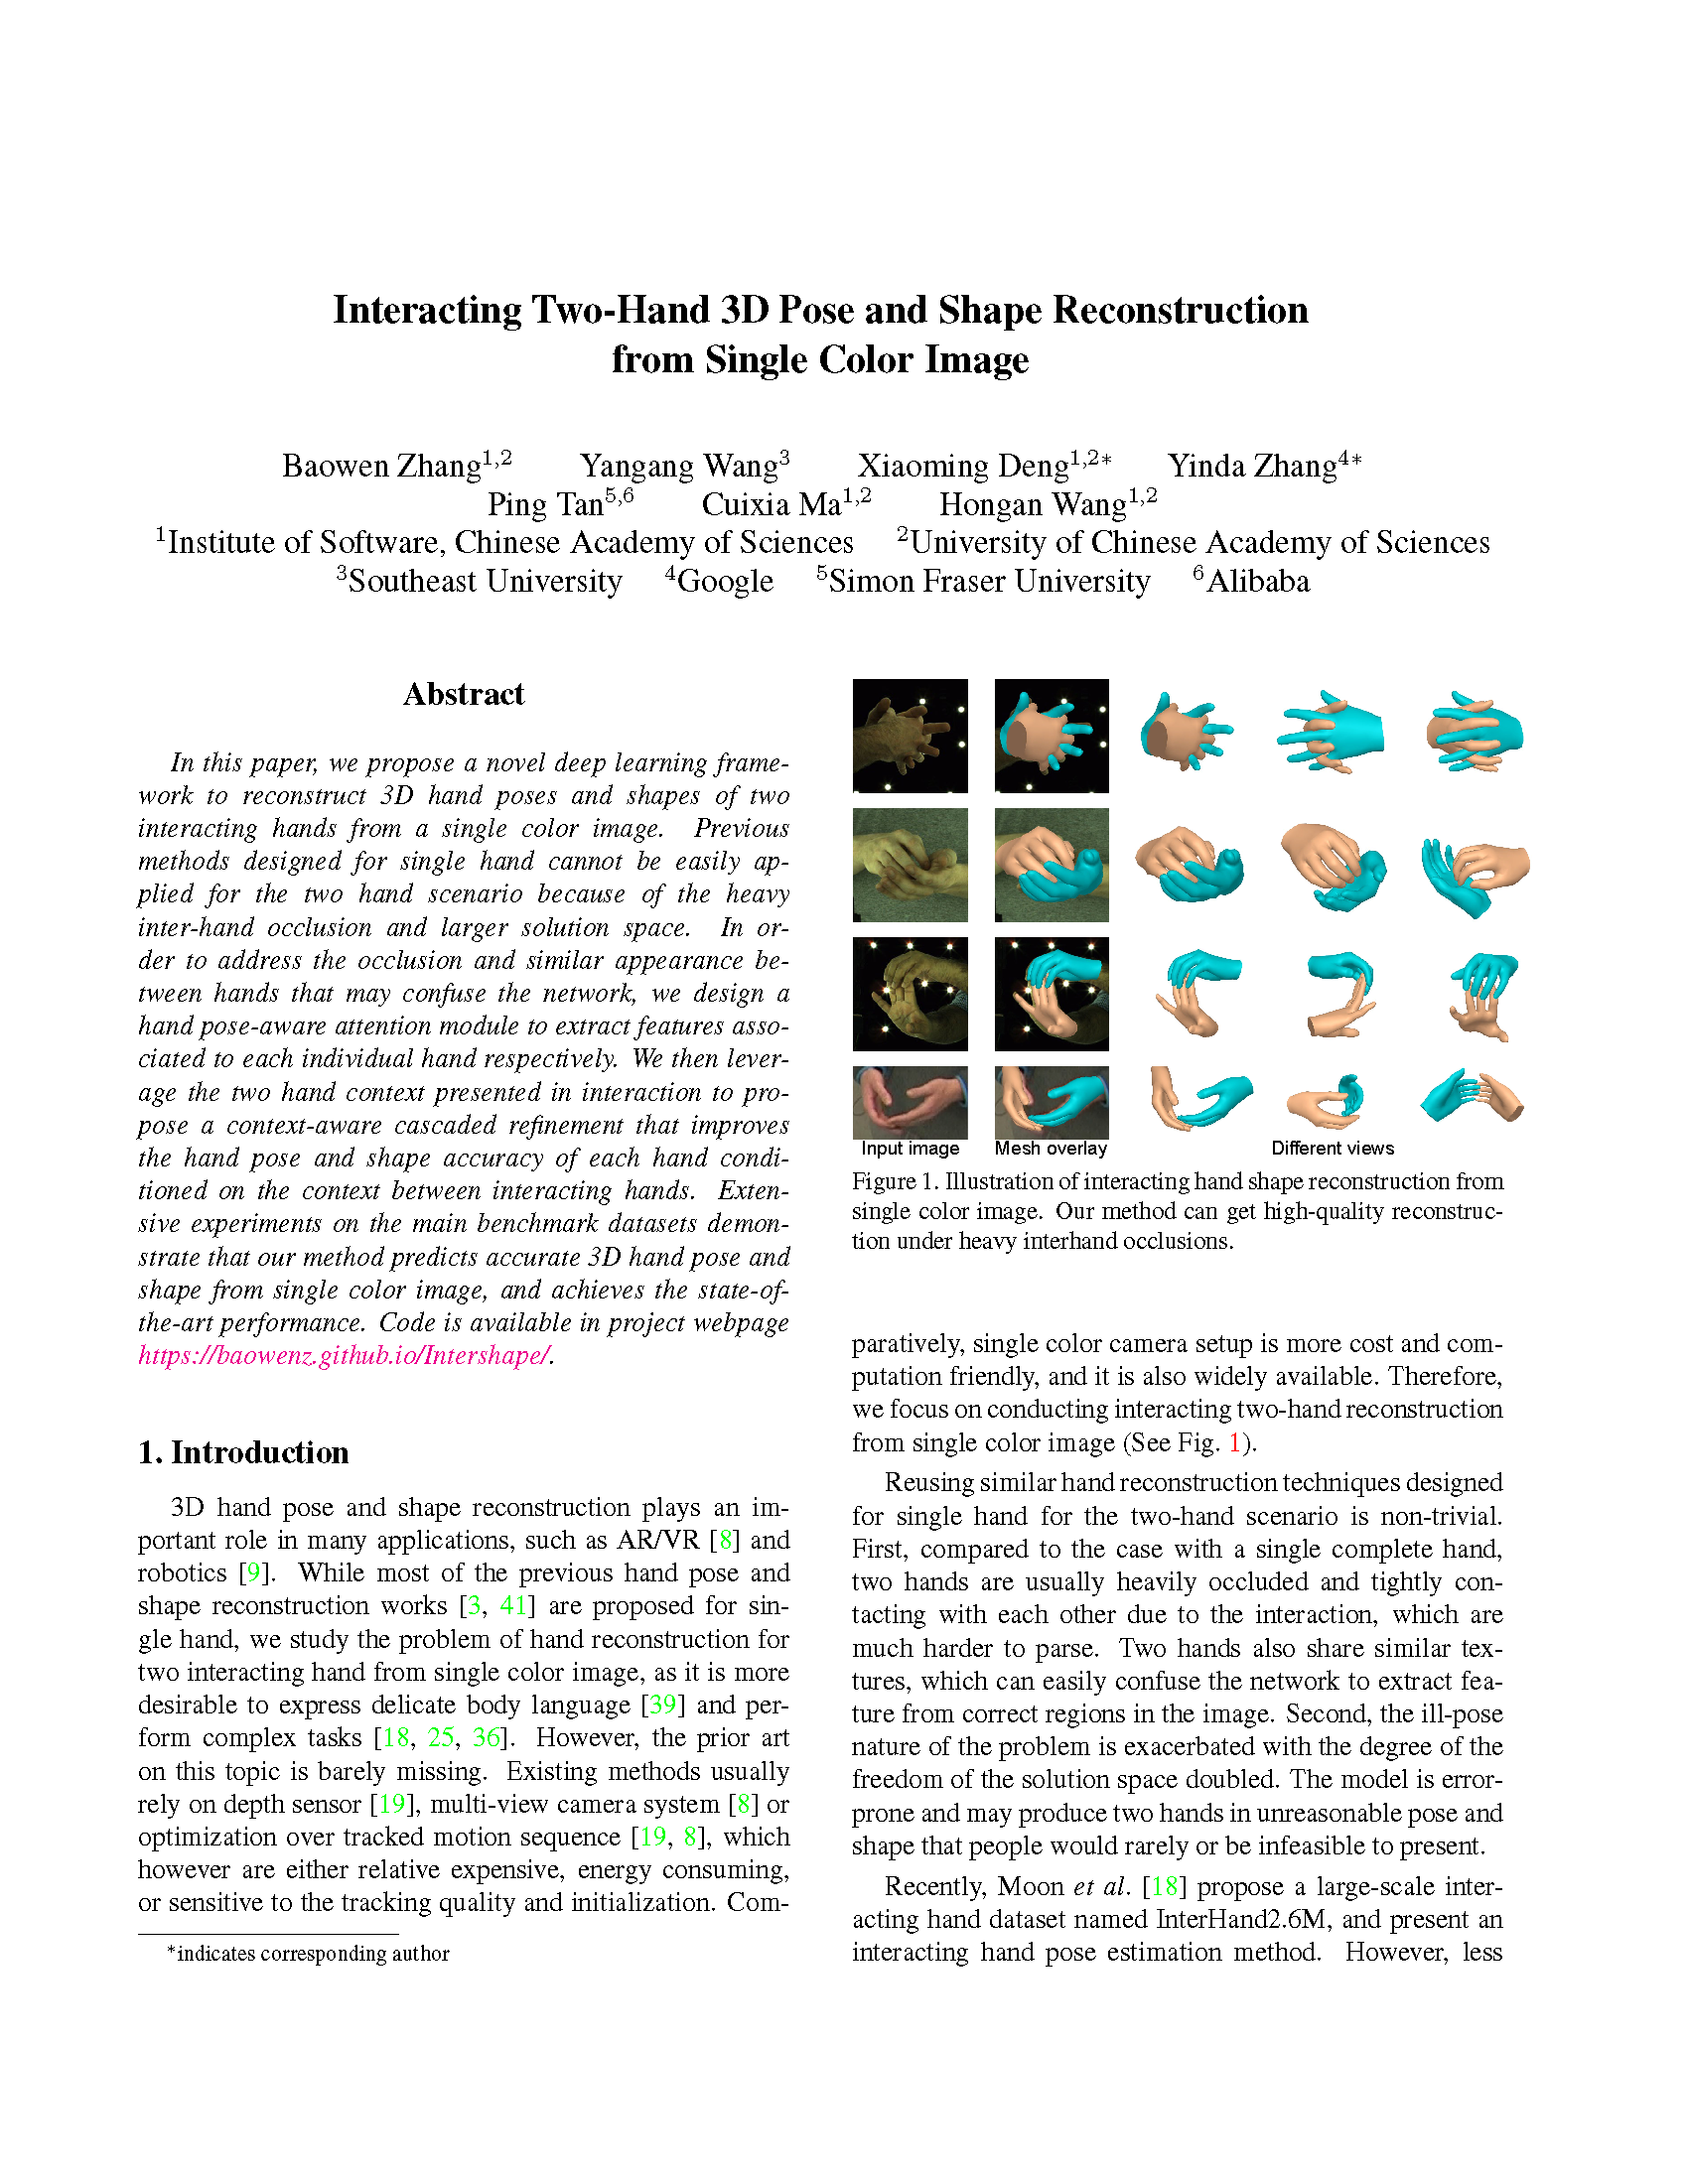 Interacting Two-Hand 3D Pose and Shape Reconstruction
from Single Color Image
Baowen Zhang1,2 Yangang Wang3 Xiaoming Deng1,2* Yinda Zhang4*
Ping Tan5,6 Cuixia Ma1,2 Hongan Wang1,2
1Institute of Software, Chinese Academy of Sciences 2University of Chinese Academy of Sciences
3Southeast University 4Google 5Simon Fraser University 6Alibaba
Abstract
In this paper, we propose a novel deep learning frame-
work to reconstruct 3D hand poses and shapes of two
interacting hands from a single color image. Previous
methods designed for single hand cannot be easily ap-
plied for the two hand scenario because of the heavy
inter-hand occlusion and larger solution space. In or-
der to address the occlusion and similar appearance be-
tween hands that may confuse the network, we design a
hand pose-aware attention module to extract features asso-
ciated to each individual hand respectively. We then lever-
age the two hand context presented in interaction to pro-
pose a context-aware cascaded refinement that improves
the hand pose and shape accuracy of each hand condi-
tioned on the context between interacting hands. Exten-
sive experiments on the main benchmark datasets demon-
strate that our method predicts accurate 3D hand pose and
shape from single color image, and achieves the state-of-
the-art performance. Code is available in project webpage
https://baowenz.github.io/Intershape/.
1. Introduction
3D hand pose and shape reconstruction plays an im-
portant role in many applications, such as AR/VR [8] and
robotics [9]. While most of the previous hand pose and
shape reconstruction works [3, 41] are proposed for sin-
gle hand, we study the problem of hand reconstruction for
two interacting hand from single color image, as it is more
desirable to express delicate body language [39] and per-
form complex tasks [18, 25, 36]. However, the prior art
on this topic is barely missing. Existing methods usually
rely on depth sensor [19], multi-view camera system [8] or
optimization over tracked motion sequence [19, 8], which
however are either relative expensive, energy consuming,
or sensitive to the tracking quality and initialization. Com-
*indicates corresponding author
Input image Mesh overlay Different views
Figure 1. Illustration of interacting hand shape reconstruction from
single color image. Our method can get high-quality reconstruc-
tion under heavy interhand occlusions.
paratively, single color camera setup is more cost and com-
putation friendly, and it is also widely available. Therefore,
we focus on conducting interacting two-hand reconstruction
from single color image (See Fig. 1).
Reusing similar hand reconstruction techniques designed
for single hand for the two-hand scenario is non-trivial.
First, compared to the case with a single complete hand,
two hands are usually heavily occluded and tightly con-
tacting with each other due to the interaction, which are
much harder to parse. Two hands also share similar tex-
tures, which can easily confuse the network to extract fea-
ture from correct regions in the image. Second, the ill-pose
nature of the problem is exacerbated with the degree of the
freedom of the solution space doubled. The model is error-
prone and may produce two hands in unreasonable pose and
shape that people would rarely or be infeasible to present.
Recently, Moon et al. [18] propose a large-scale inter-
acting hand dataset named InterHand2.6M, and present an
interacting hand pose estimation method. However, less